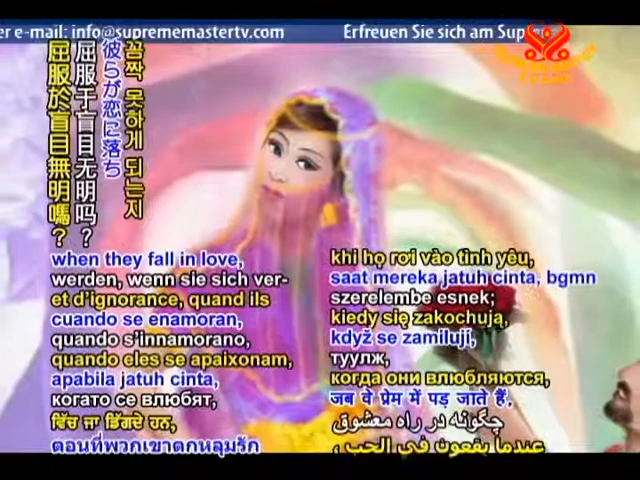 er e-mail: info@suprememastertv.com
Erfreuen Sie sich am Sup
屈服於盲目無明嗎?
屈服于盲目无明吗?
彼らが恋に落ち
꼼짝 못하게 되는지
when they fall in love,
werden, wenn sie sich ver-
et d'ignorance, quand ils
cuando se enamoran,
quando s'innamorano,
quando eles se apaixonam,
apabila jatuh cinta,
когато се влюбят,
ਵਿੱਚ ਜਾ ਡਿੱਗਦੇ ਹਨ,
ตอนที่พวกเขาตกหลุมรัก
khi họ rơi vào tình yêu,
saat mereka jatuh cinta, bgmn
szerelembe esnek;
kiedy się zakochują,
když se zamilují,
туулж,
когда они влюбляются,
जब वे प्रेम में पड़ जाते हैं,
چگونه در راه معشوق
عندما يقعون في الحب،